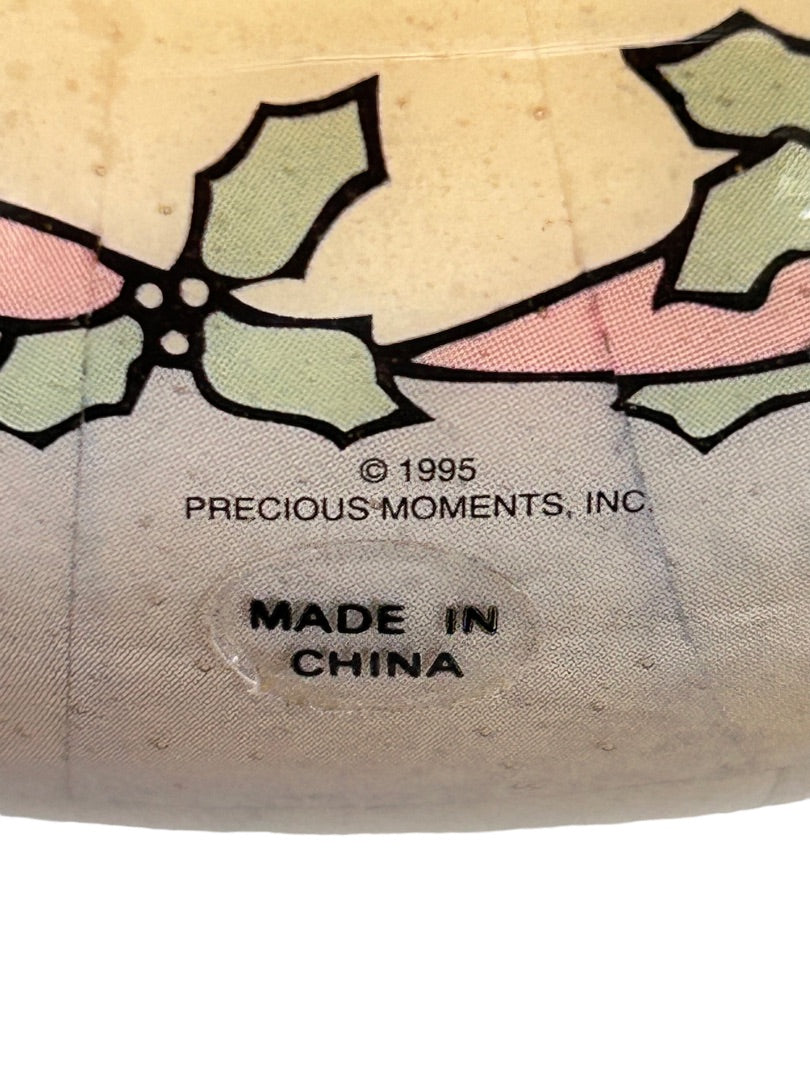 © 1995
PRECIOUS MOMENTS, INC.
MADE IN
CHINA